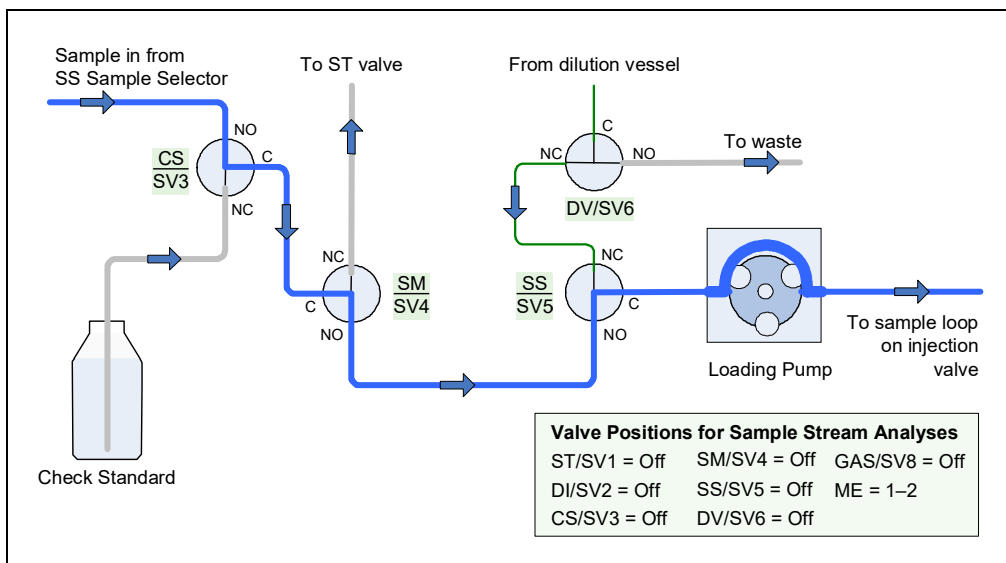 Sample in from
SS Sample Selector
To ST valve
From dilution vessel
NO
C
CS
SV3
NC
C
NC
NO
To waste
DV/SV6
NC
SM
SV4
C
NO
NC
SS
SV5
C
NO
To sample loop
on injection
valve
Loading Pump
Check Standard
Valve Positions for Sample Stream Analyses
ST/SV1 = Off SM/SV4 = Off GAS/SV8 = Off
DI/SV2 = Off SS/SV5 = Off ME = 1–2
CS/SV3 = Off DV/SV6 = Off